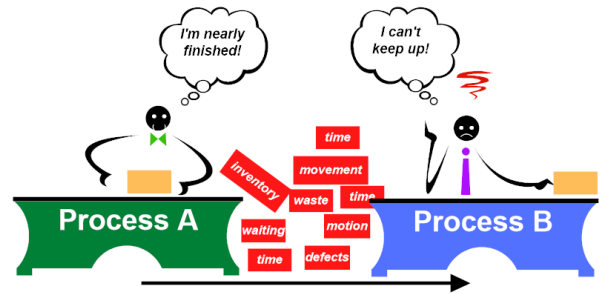 I'm nearly
finished!
I can't
keep up!
time
movement
inventory
waste
time
waiting
motion
time
defects
Process A
Process B